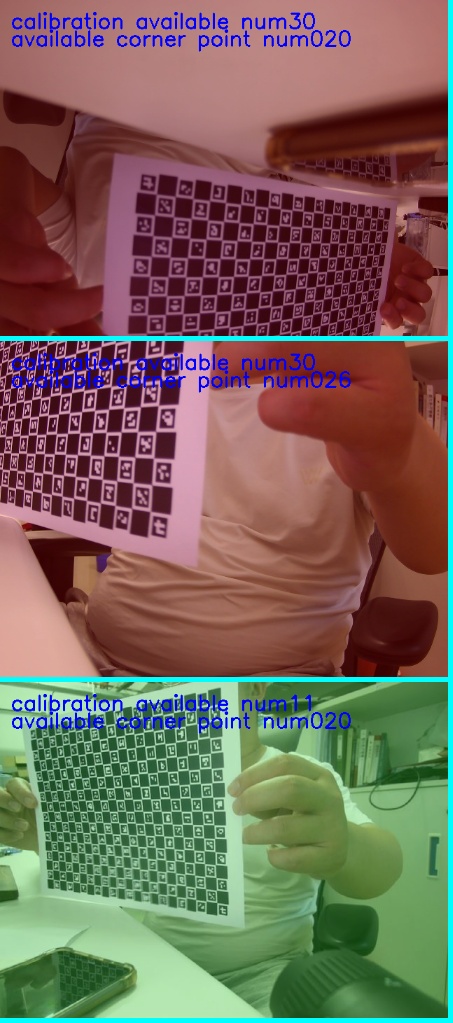 calibration available num30
available corner point num020
calibration available num30
available corner point num026
calibration available num11
available corner point num020